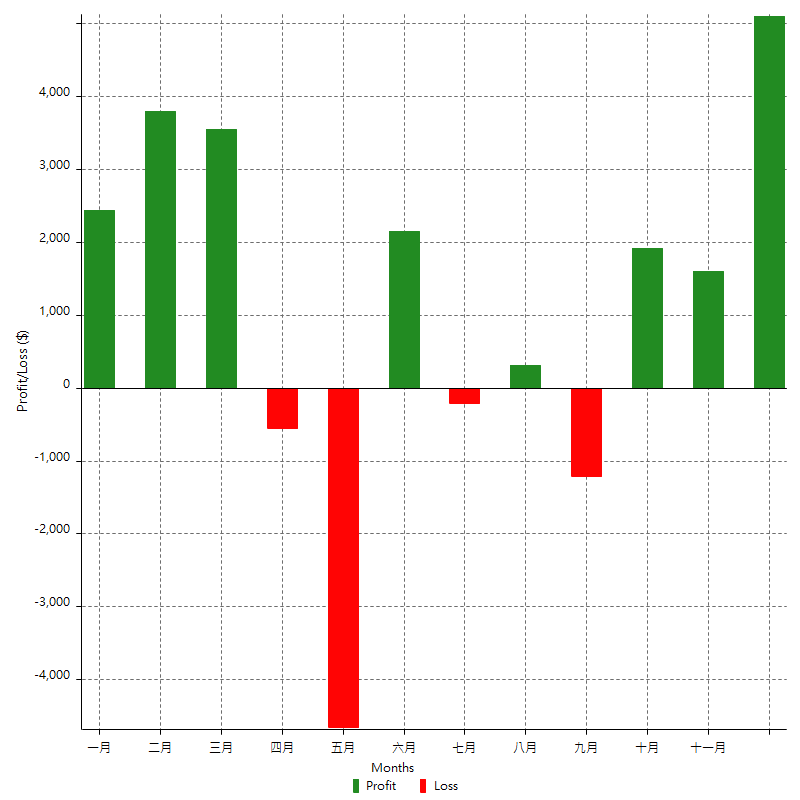 4,000
3,000
2,000
1,000
0
-1,000
-2,000
-3,000
-4,000
Profit/Loss ($)
一月 二月 三月 四月 五月 六月 七月 八月 九月 十月 十一月
Months
Profit Loss